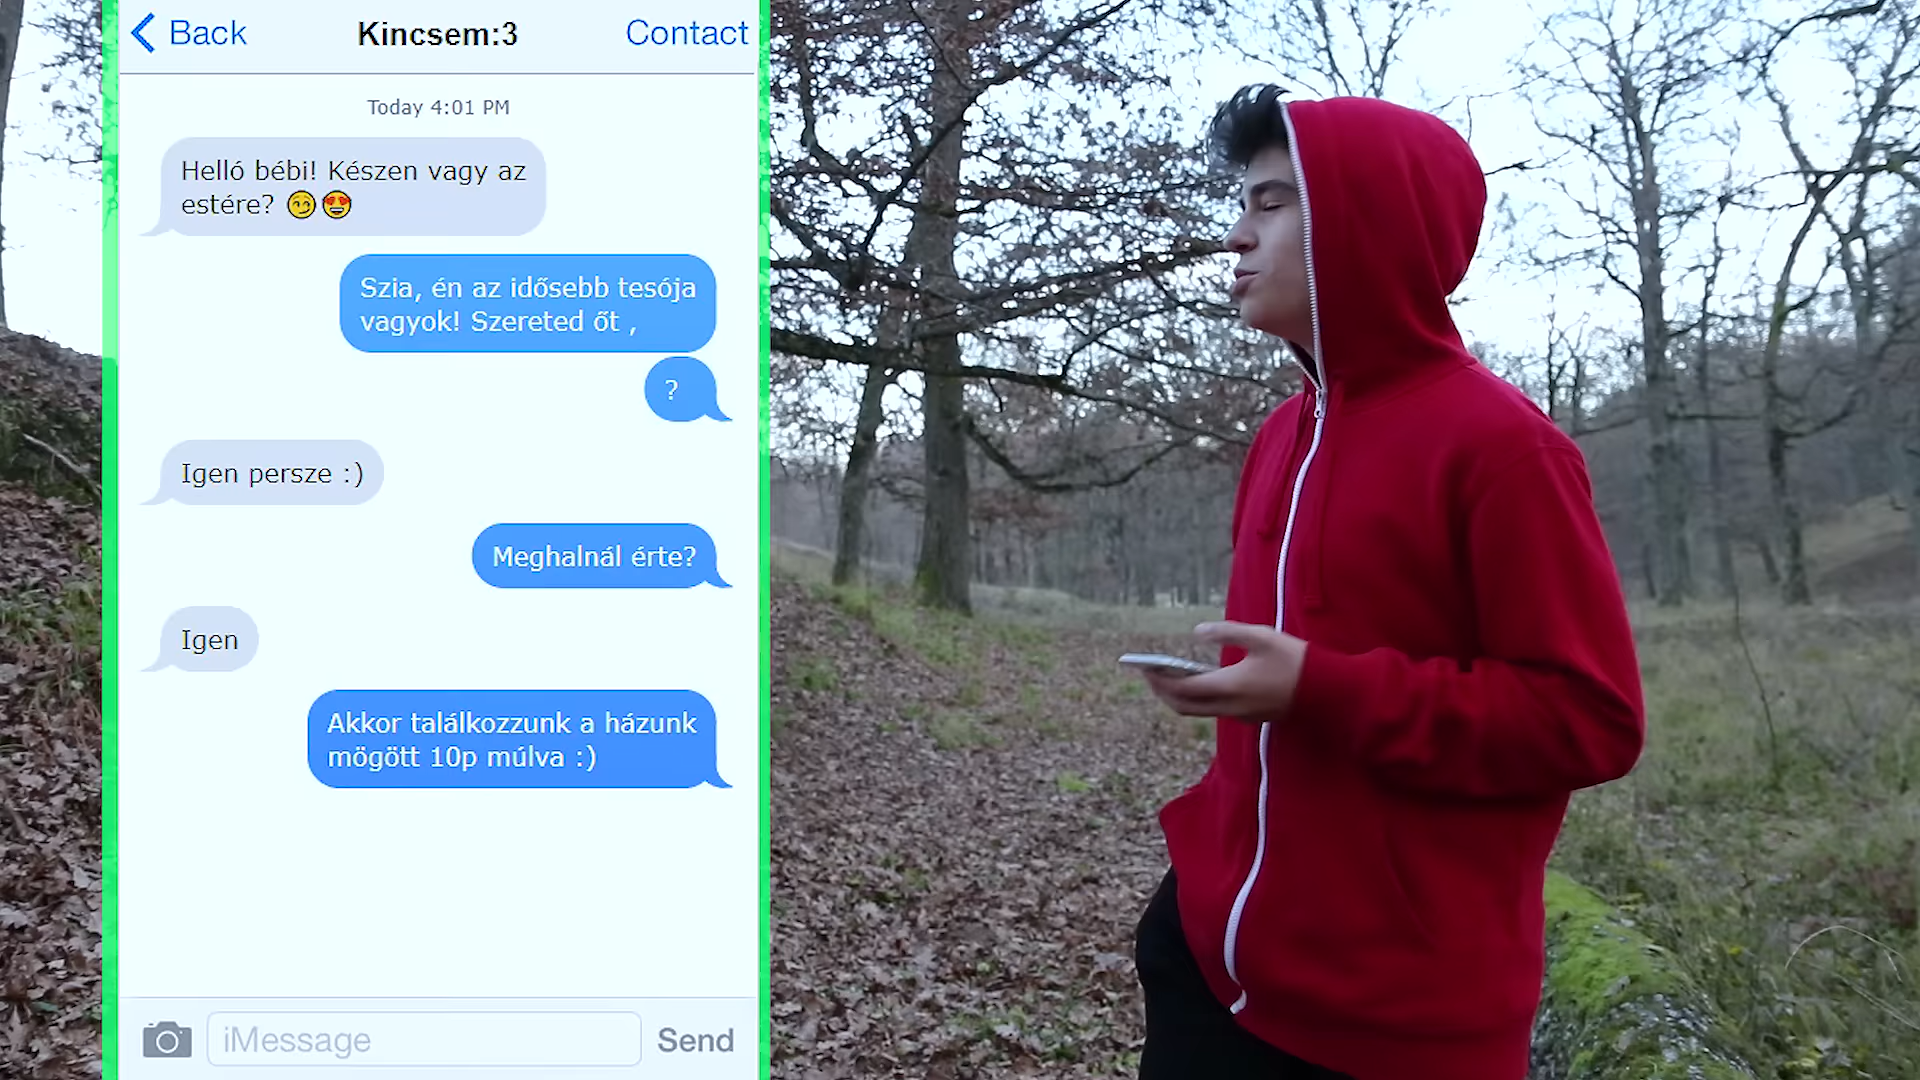 Back Kincsem:3 Contact
Today 4:01 PM
Helló bébi! Készen vagy az
estére? 😏😍
Szia, én az idősebb tesója
vagyok! Szereted őt ,
?
Igen persze :)
Meghalnál érte?
Igen
Akkor találkozzunk a házunk
mögött 10p múlva :)
iMessage Send